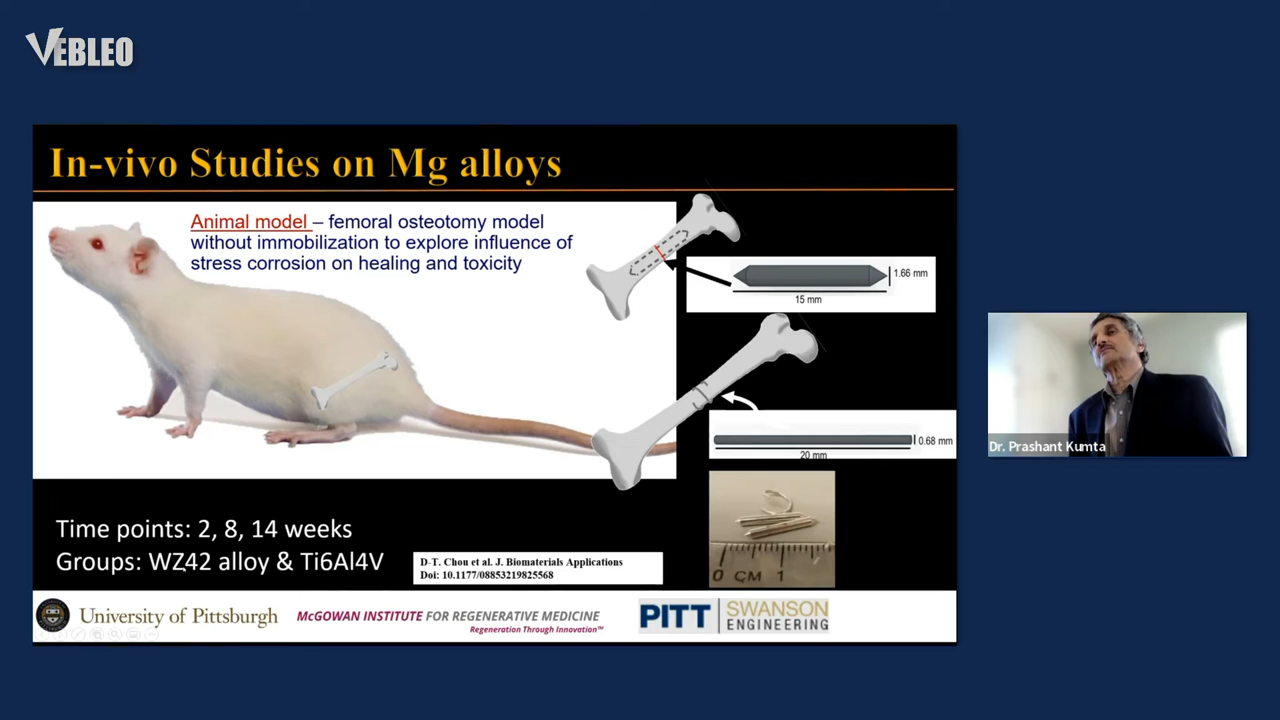 VEBLEO
In-vivo Studies on Mg alloys
Animal model – femoral osteotomy model
without immobilization to explore influence of
stress corrosion on healing and toxicity
1.66 mm
15 mm
0.68 mm
20 mm
0 CM 1
Time points: 2, 8, 14 weeks
Groups: WZ42 alloy & Ti6Al4V
D-T. Chou et al. J. Biomaterials Applications
Doi: 10.1177/08853219825568
University of Pittsburgh
McGOWAN INSTITUTE FOR REGENERATIVE MEDICINE
Regeneration Through Innovation™
PITT SWANSON
ENGINEERING
Dr. Prashant Kumta